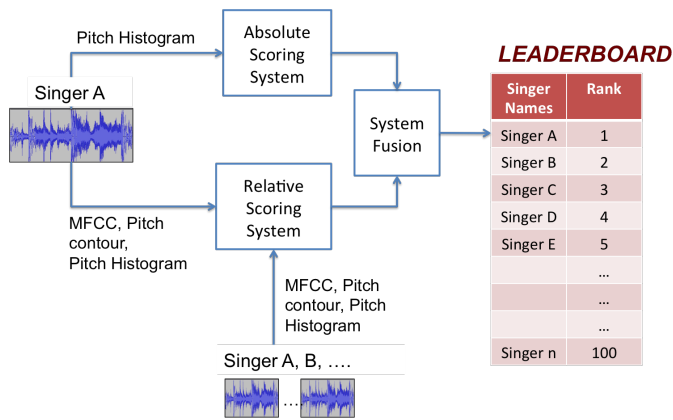 Pitch Histogram
Absolute
Scoring
System
Singer A
System
Fusion
Relative
Scoring
System
MFCC, Pitch
contour,
Pitch Histogram
MFCC, Pitch
contour, Pitch
Histogram
Singer A, B, ….
….
LEADERBOARD
Singer Names Rank
Singer A 1
Singer B 2
Singer C 3
Singer D 4
Singer E 5
…
…
…
Singer n 100